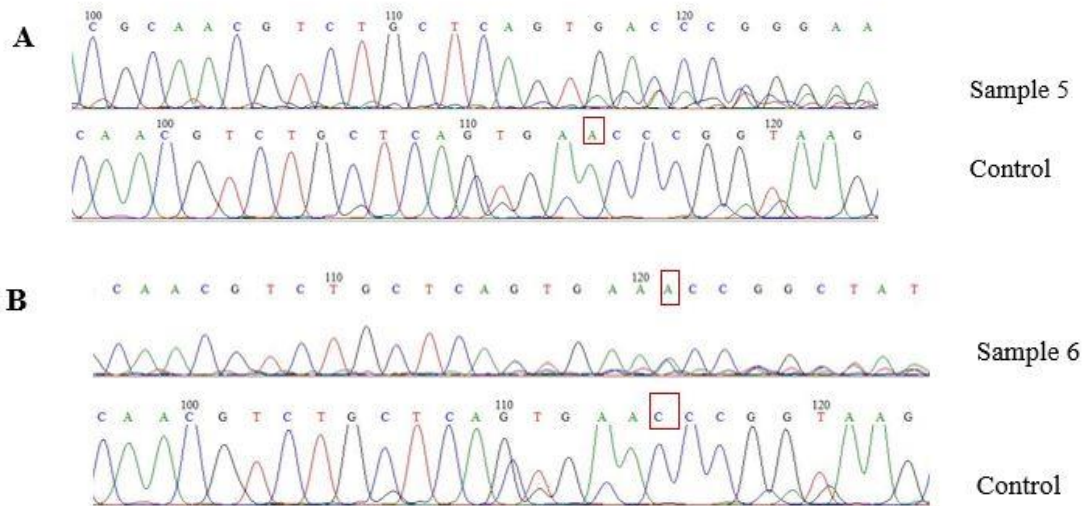 100 110 120
A C G C A A C G T C T G C T C A G T G A C C C G G G A A
Sample 5
100 110 120
C A A C G T C T G C T C A G T G A A C C C G G T A A G
Control
110 120
B C A A C G T C T G C T C A G T G A A A C C G G C T A T
Sample 6
100 110 120
C A A C G T C T G C T C A G T G A A C C C G G T A A G
Control